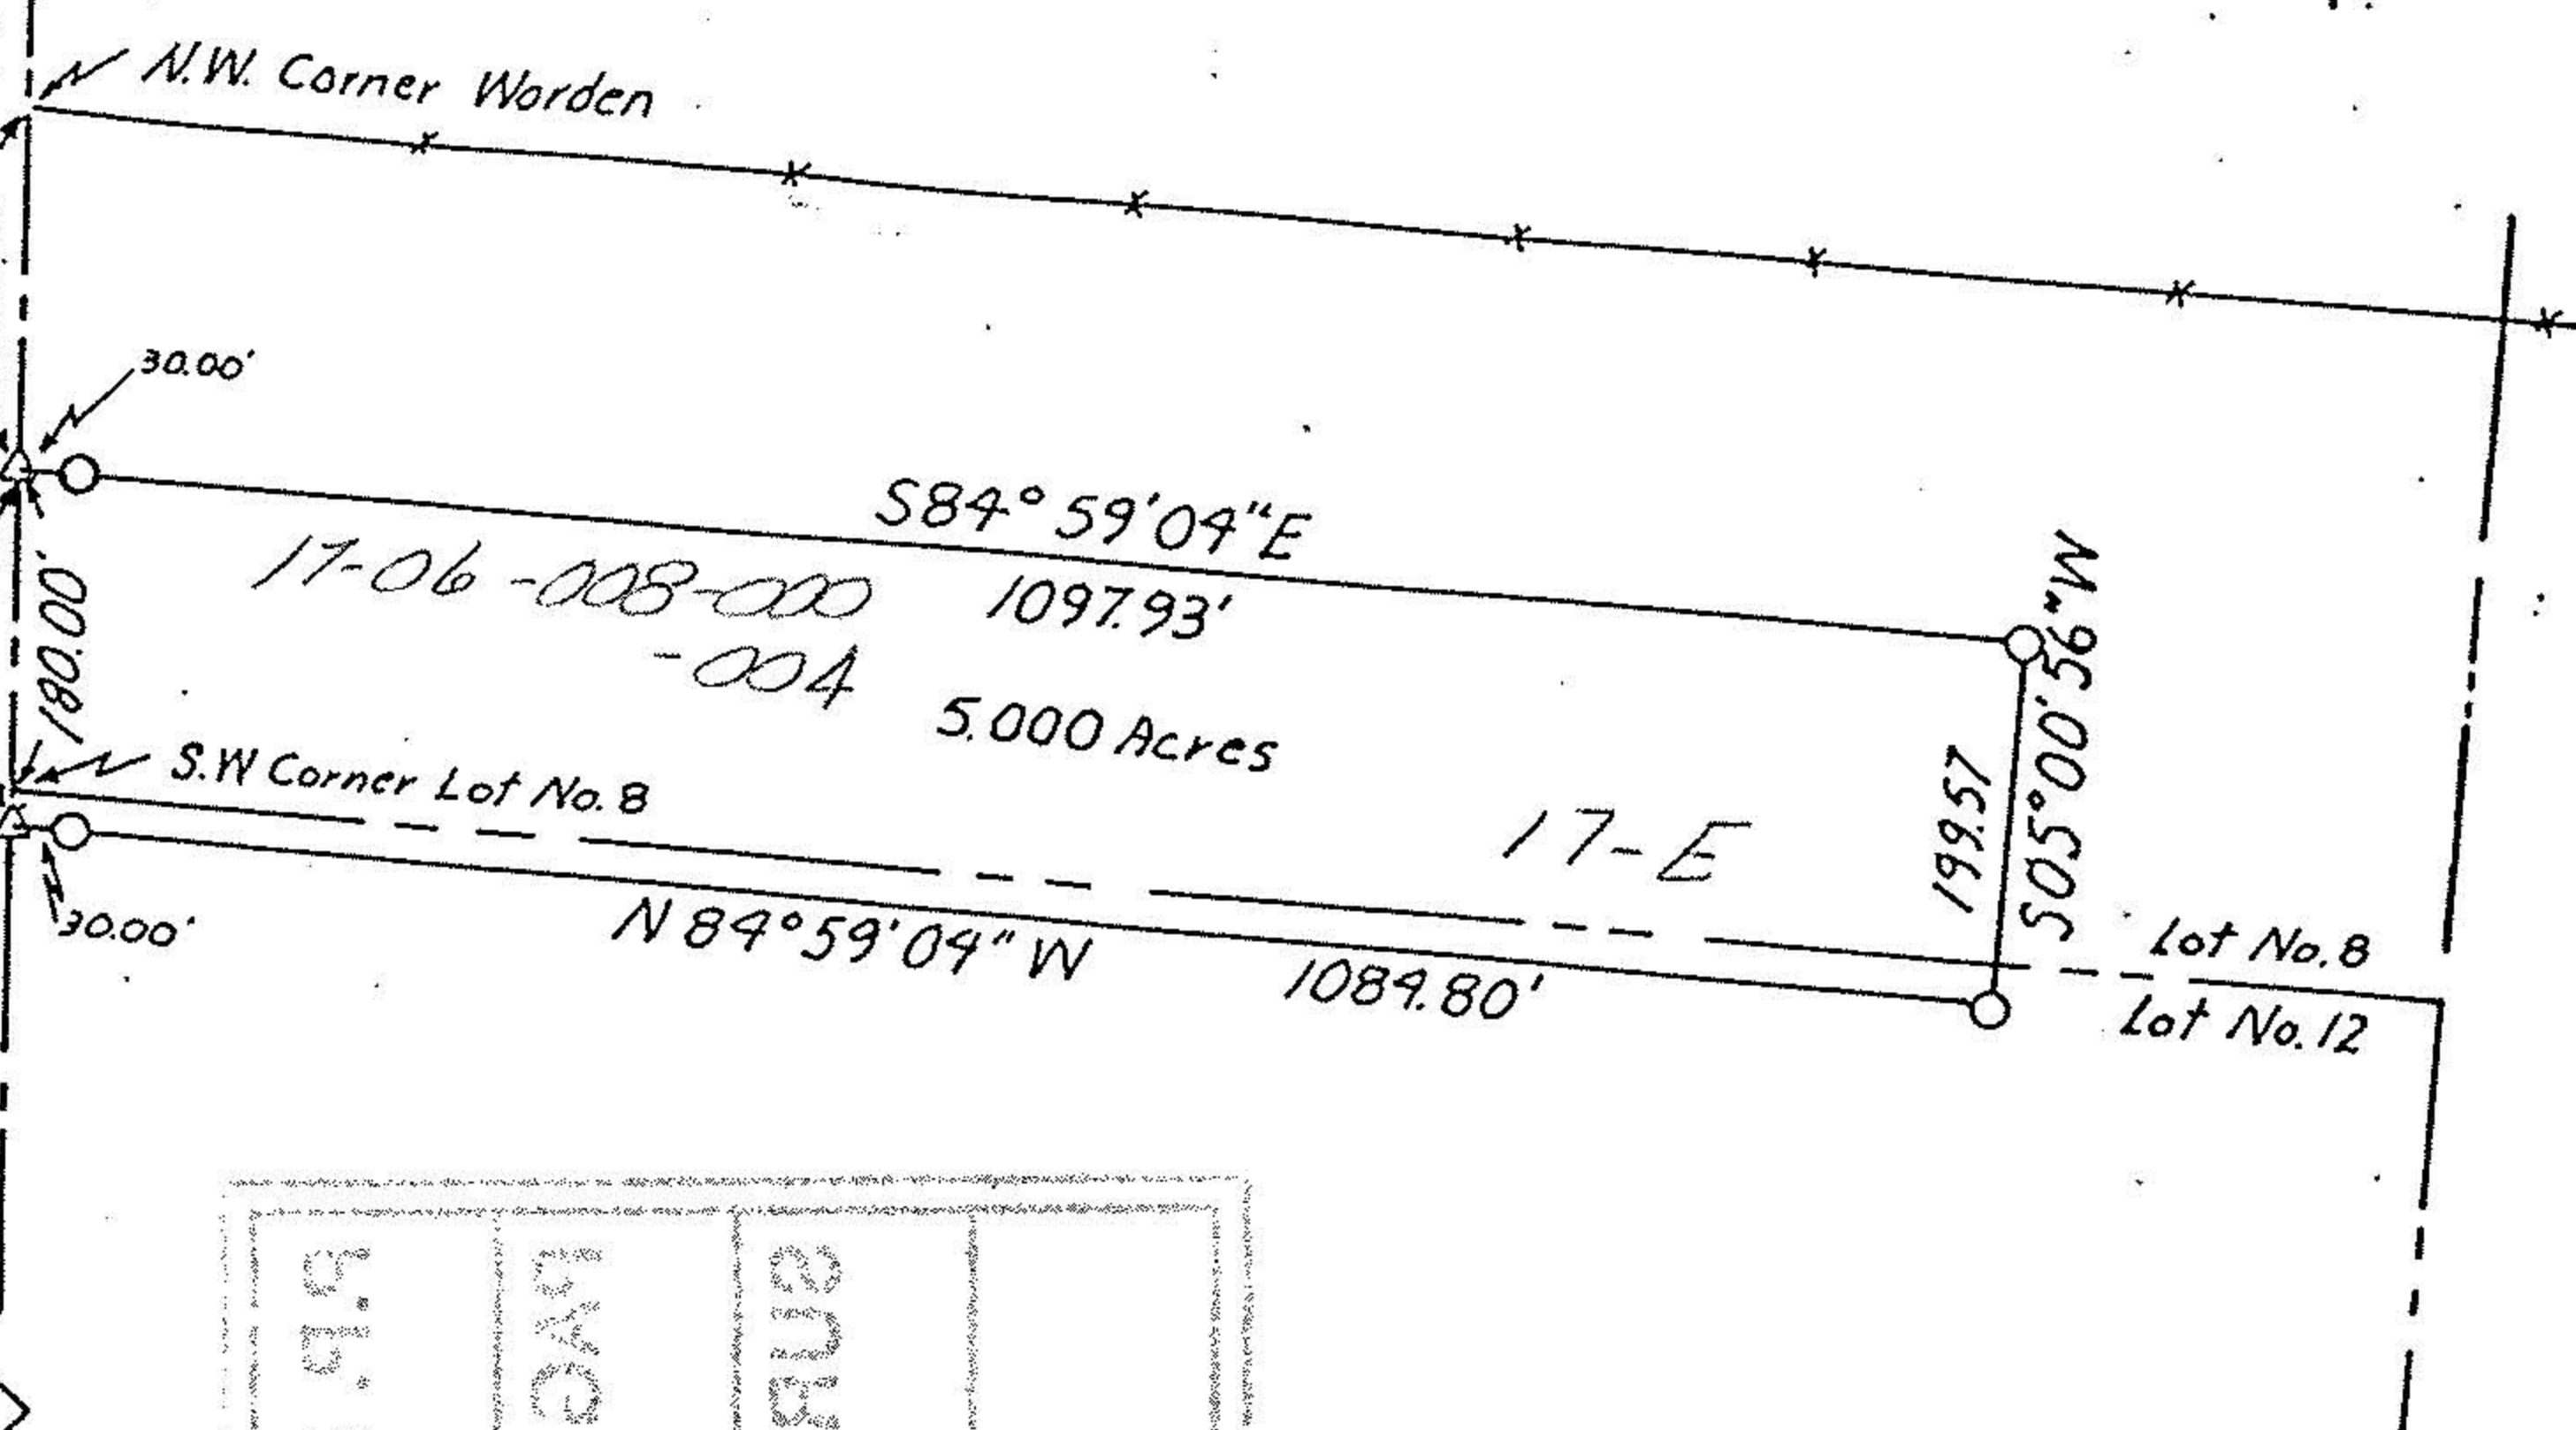 N.W. Corner Worden
30.00'
S84°59'04"E
1097.93'
17-06-008-000
-004
5.000 Acres
180.00'
S05°00'56"W
199.57
S.W Corner Lot No. 8
17-E
30.00'
N84°59'04"W
1084.80'
Lot No. 8
Lot No. 12